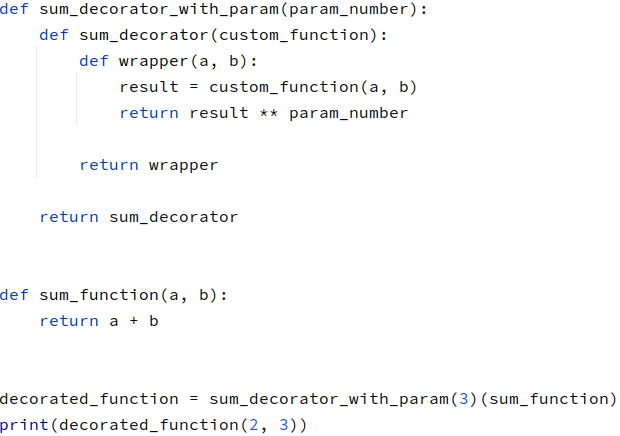 def sum_decorator_with_param(param_number):
    def sum_decorator(custom_function):
        def wrapper(a, b):
            result = custom_function(a, b)
            return result ** param_number

        return wrapper

    return sum_decorator


def sum_function(a, b):
    return a + b


decorated_function = sum_decorator_with_param(3)(sum_function)
print(decorated_function(2, 3))